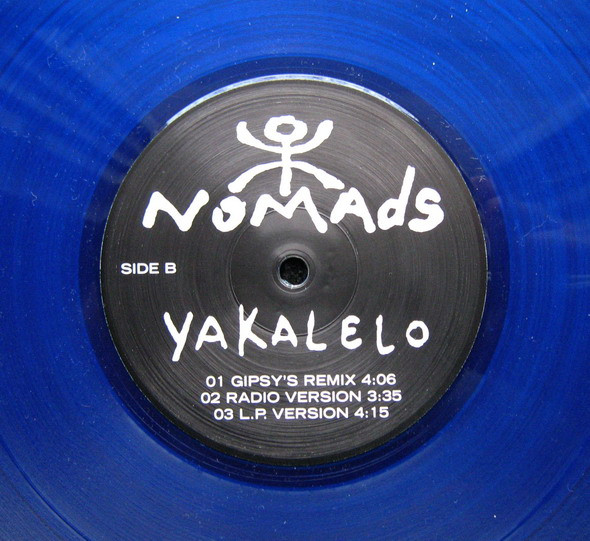 NOMAdS
SIDE B
YAKALELO
01 GIPSY'S REMIX 4:06
02 RADIO VERSION 3:35
03 L.P. VERSION 4:15